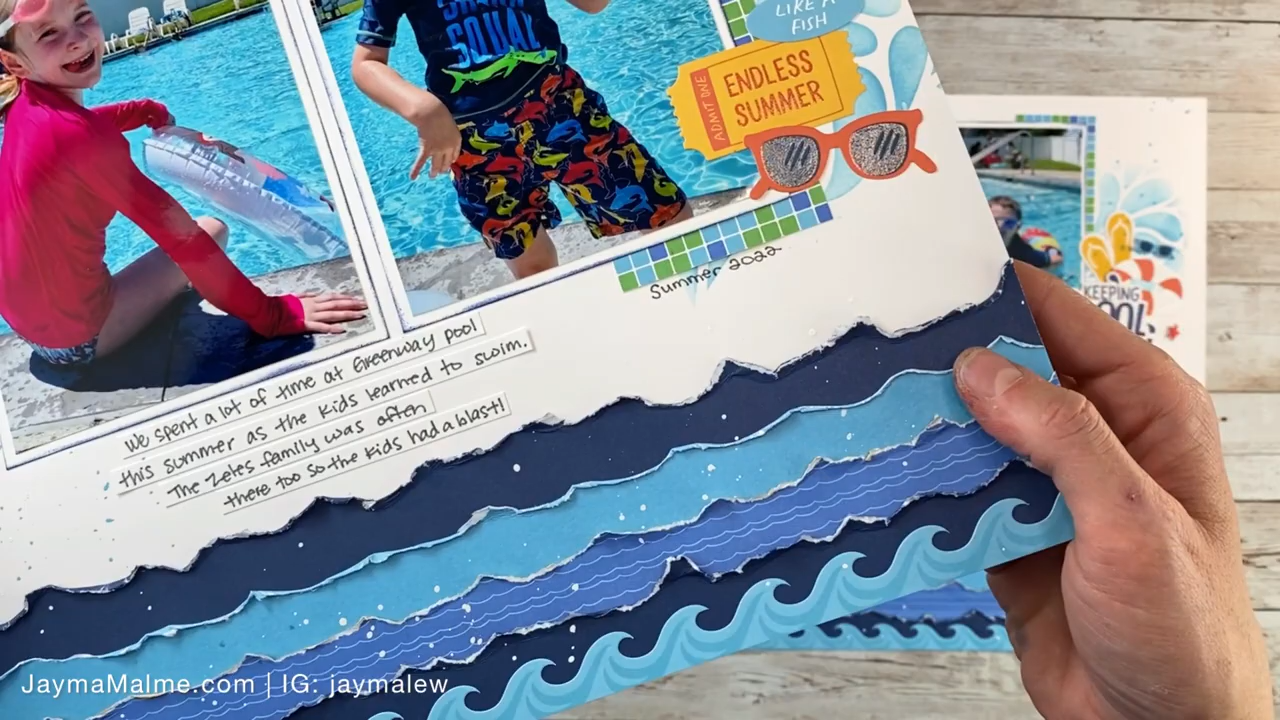 SHARK
SQUAD
LIKE A
FISH
ADMIT ONE
ENDLESS
SUMMER
Summer 2022
We spent a lot of time at Greenway pool
this summer as the kids learned to swim.
The Zetes family was often
there too so the kids had a blast!
KEEPING
COOL
JaymaMalme.com | IG: jaymalew